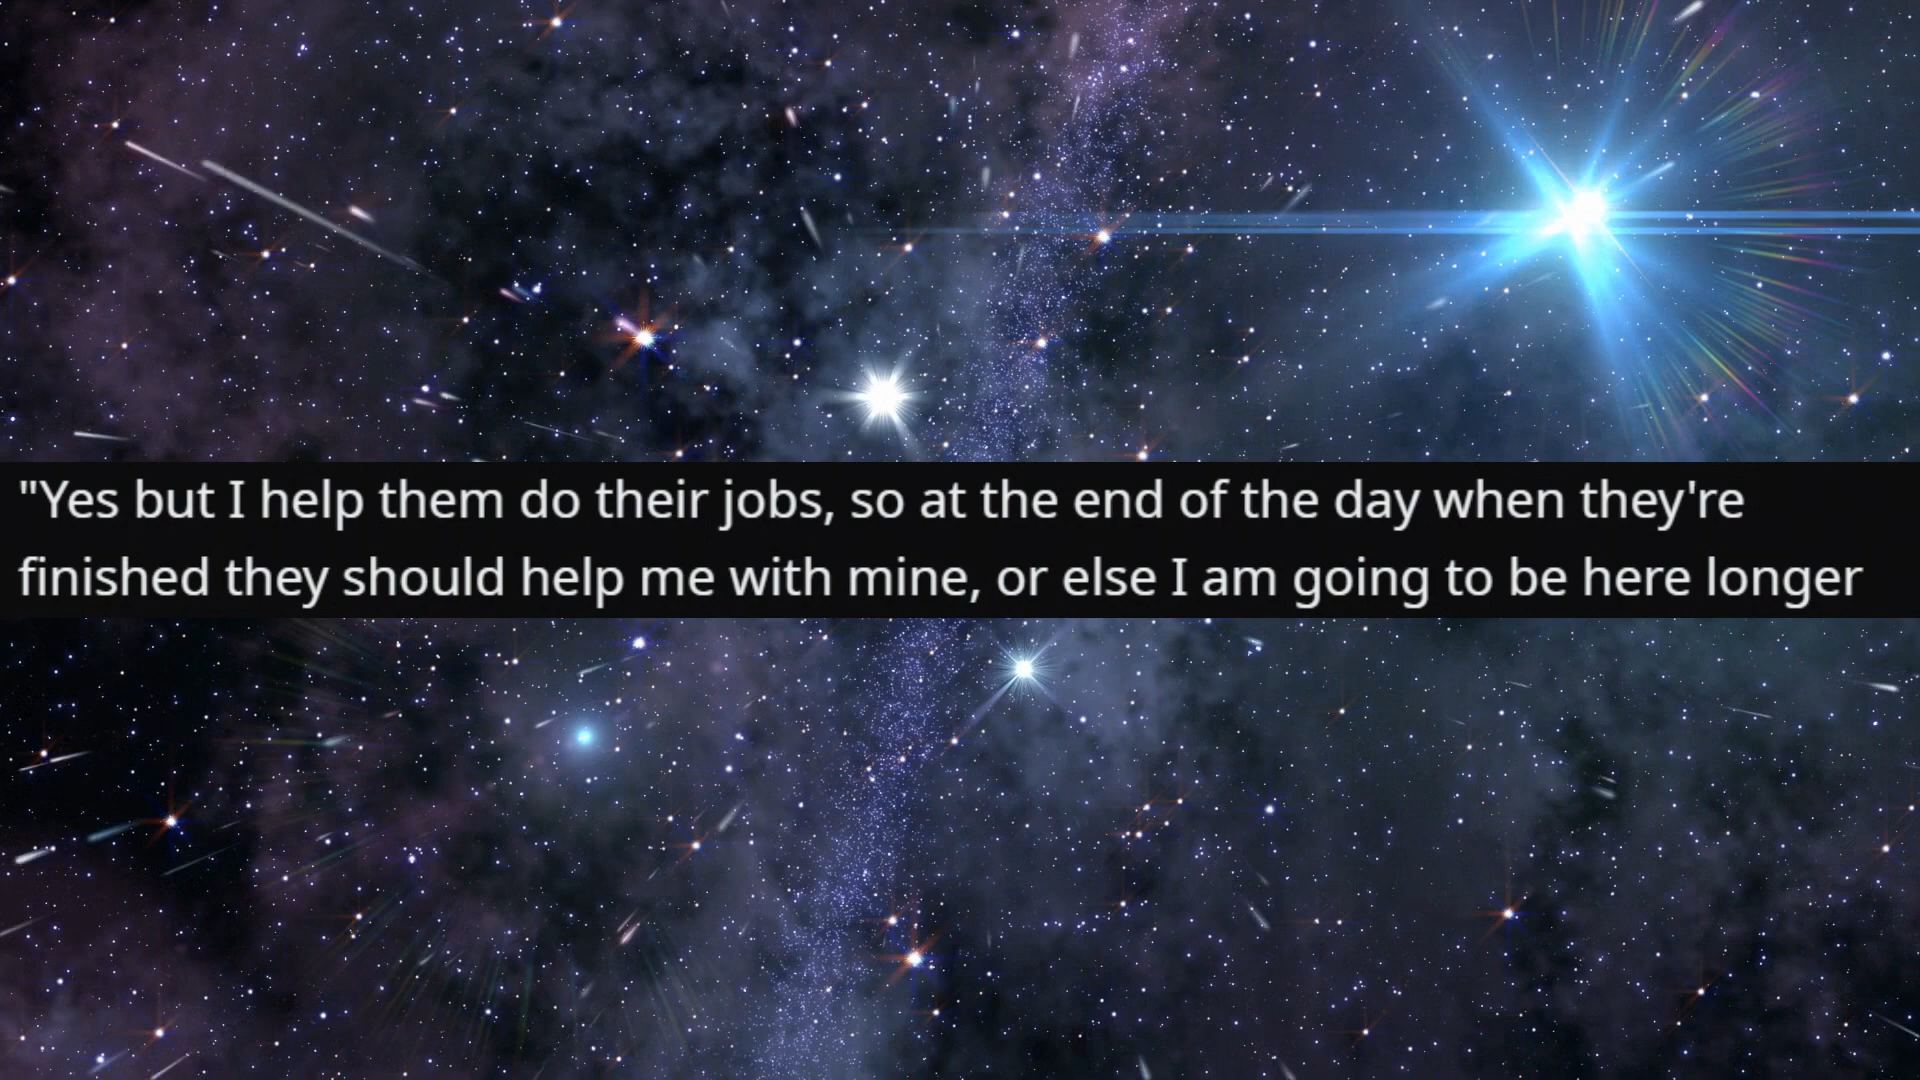 "Yes but I help them do their jobs, so at the end of the day when they're
finished they should help me with mine, or else I am going to be here longer